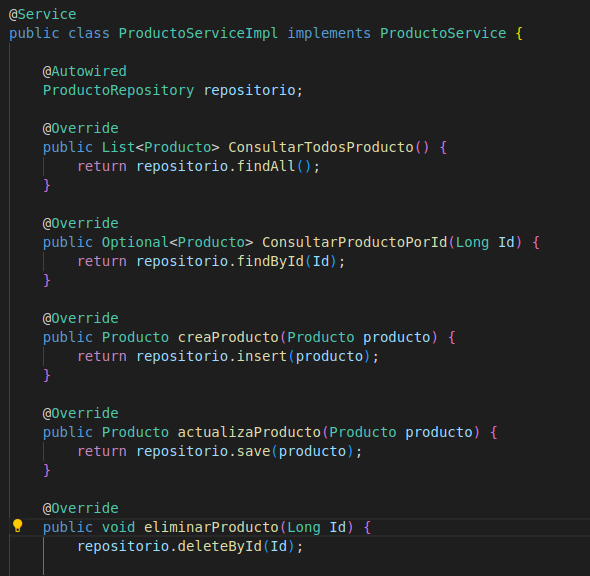 @Service
public class ProductoServiceImpl implements ProductoService {
@Autowired
ProductoRepository repositorio;
@Override
public List<Producto> ConsultarTodosProducto() {
return repositorio.findAll();
}
@Override
public Optional<Producto> ConsultarProductoPorId(Long Id) {
return repositorio.findById(Id);
}
@Override
public Producto creaProducto(Producto producto) {
return repositorio.insert(producto);
}
@Override
public Producto actualizaProducto(Producto producto) {
return repositorio.save(producto);
}
@Override
public void eliminarProducto(Long Id) {
repositorio.deleteById(Id);